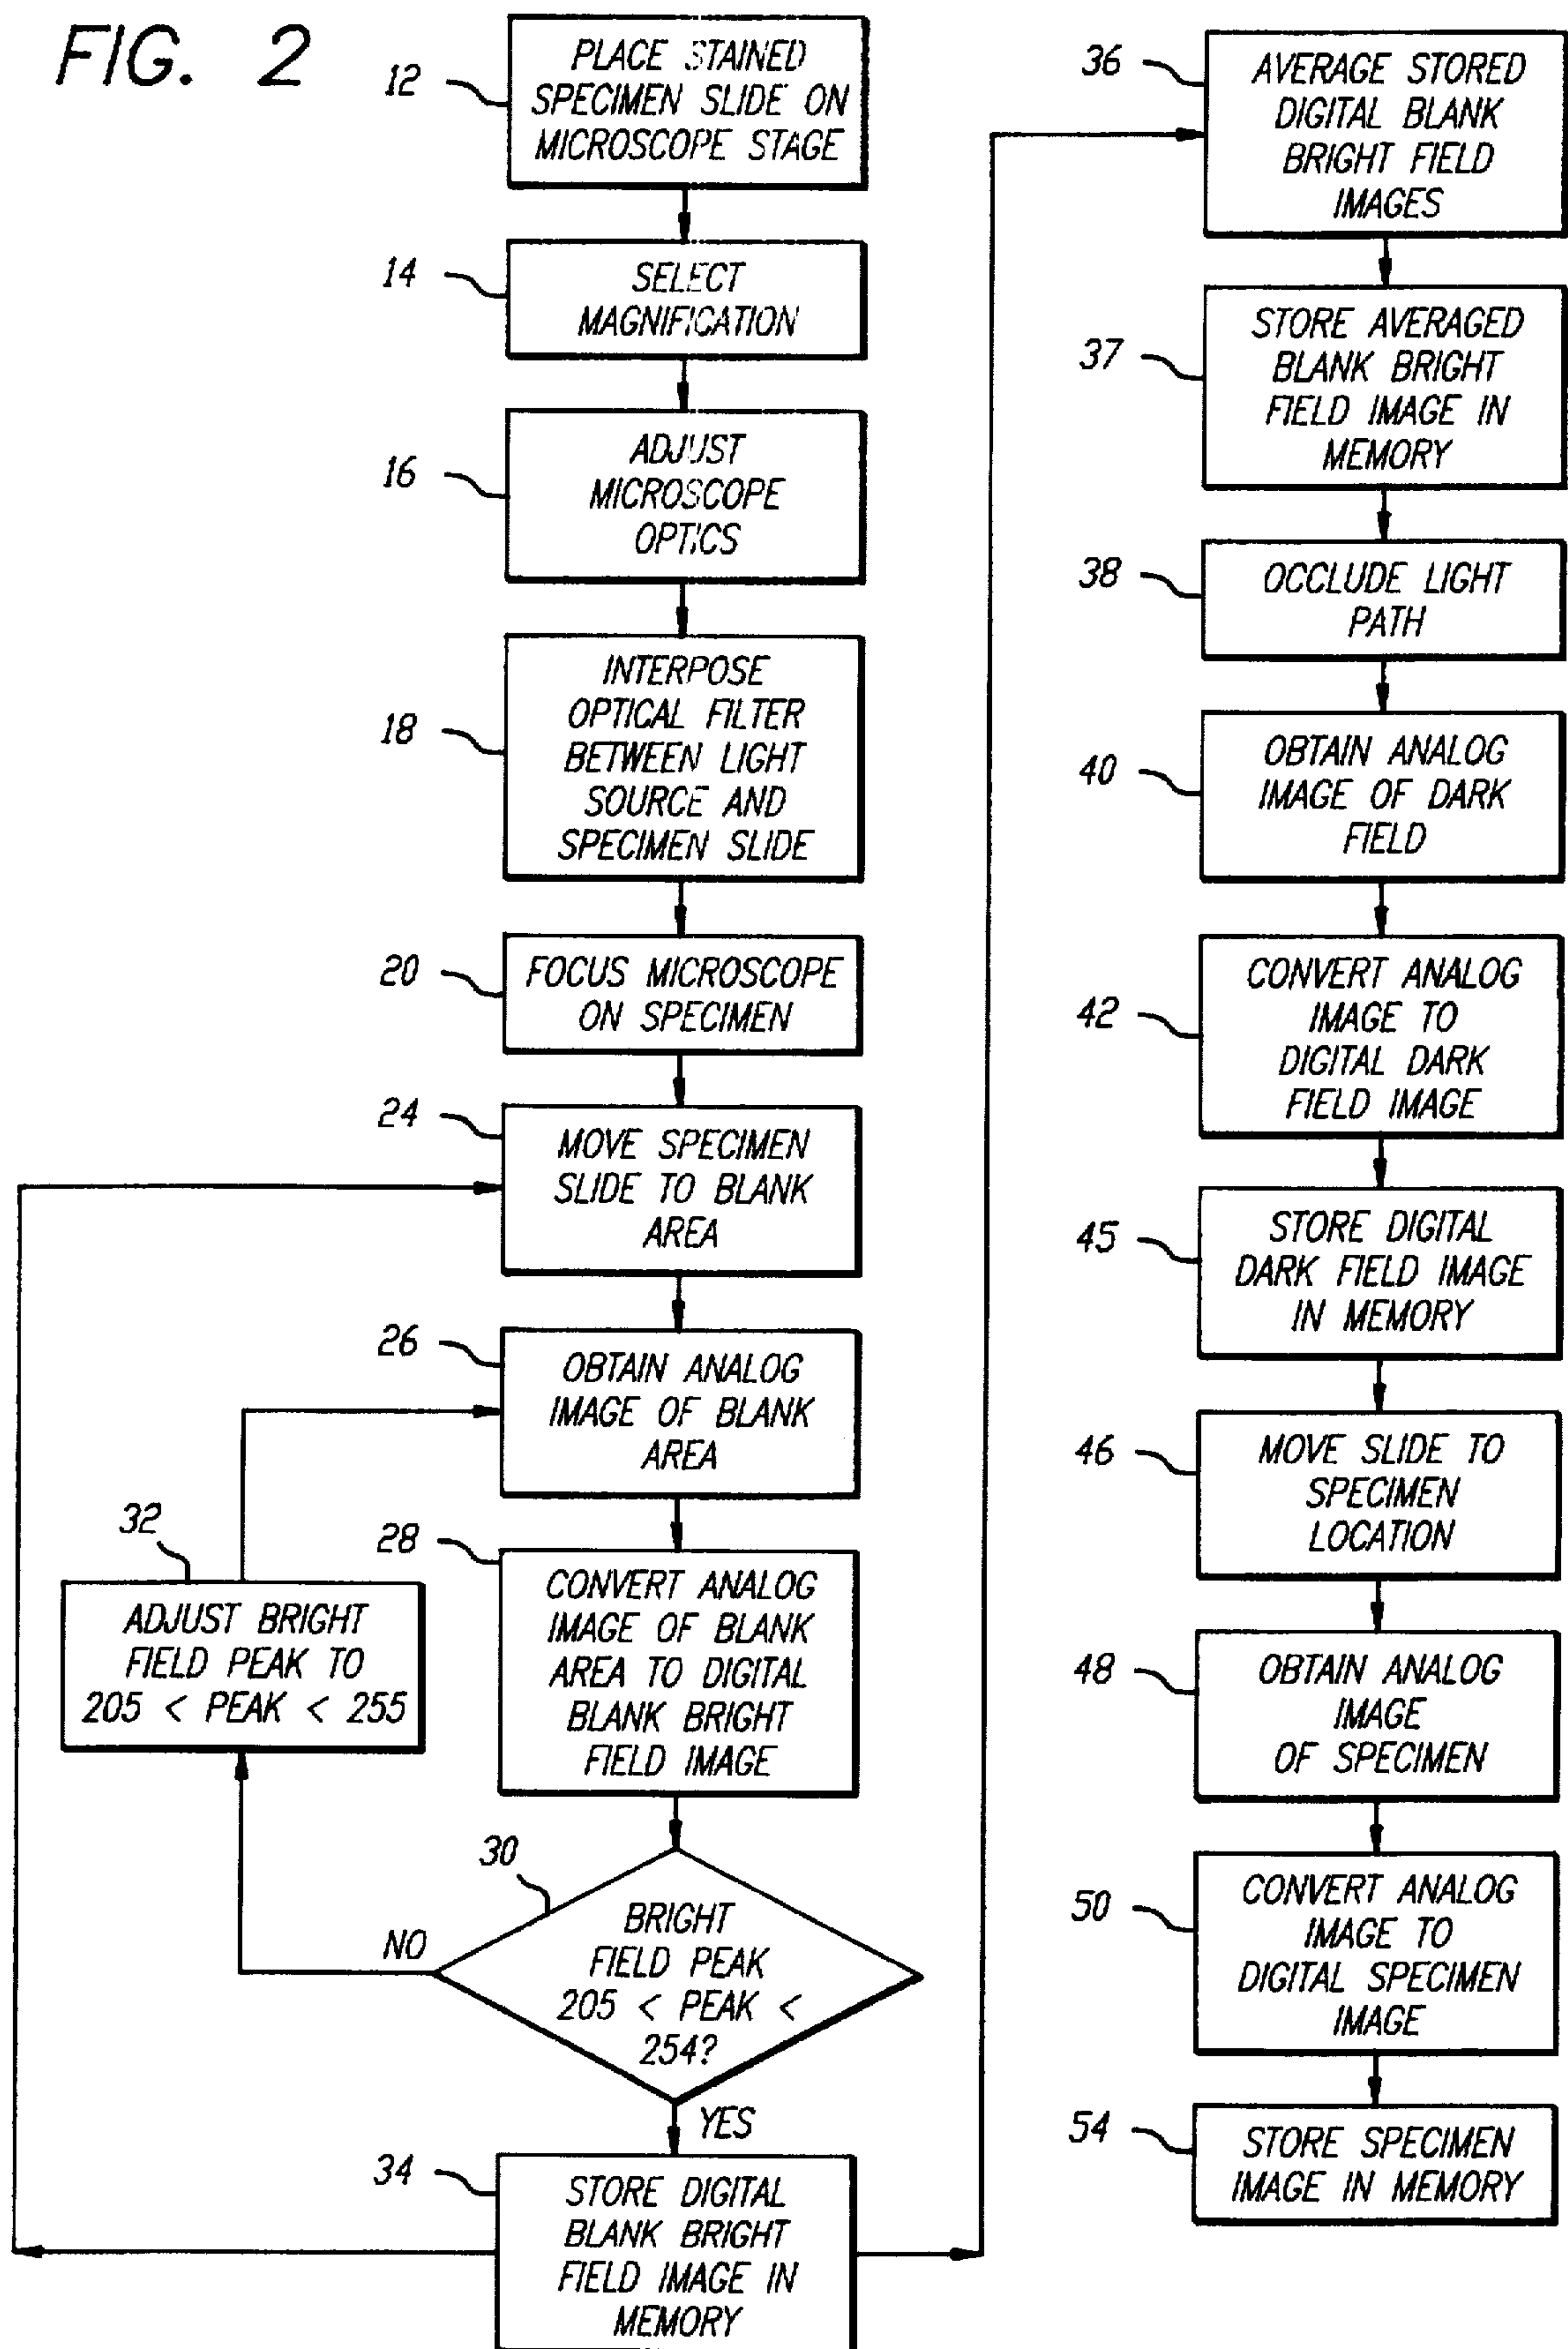 FIG. 2
12
PLACE STAINED
SPECIMEN SLIDE ON
MICROSCOPE STAGE
14
SELECT
MAGNIFICATION
16
ADJUST
MICROSCOPE
OPTICS
18
INTERPOSE
OPTICAL FILTER
BETWEEN LIGHT
SOURCE AND
SPECIMEN SLIDE
20
FOCUS MICROSCOPE
ON SPECIMEN
24
MOVE SPECIMEN
SLIDE TO BLANK
AREA
26
OBTAIN ANALOG
IMAGE OF BLANK
AREA
28
CONVERT ANALOG
IMAGE OF BLANK
AREA TO DIGITAL
BLANK BRIGHT
FIELD IMAGE
32
ADJUST BRIGHT
FIELD PEAK TO
205 < PEAK < 255
30
BRIGHT
FIELD PEAK
205 < PEAK <
254?
NO
YES
34
STORE DIGITAL
BLANK BRIGHT
FIELD IMAGE IN
MEMORY
36
AVERAGE STORED
DIGITAL BLANK
BRIGHT FIELD
IMAGES
37
STORE AVERAGED
BLANK BRIGHT
FIELD IMAGE IN
MEMORY
38
OCCLUDE LIGHT
PATH
40
OBTAIN ANALOG
IMAGE OF DARK
FIELD
42
CONVERT ANALOG
IMAGE TO
DIGITAL DARK
FIELD IMAGE
45
STORE DIGITAL
DARK FIELD IMAGE
IN MEMORY
46
MOVE SLIDE TO
SPECIMEN
LOCATION
48
OBTAIN ANALOG
IMAGE
OF SPECIMEN
50
CONVERT ANALOG
IMAGE TO
DIGITAL SPECIMEN
IMAGE
54
STORE SPECIMEN
IMAGE IN MEMORY